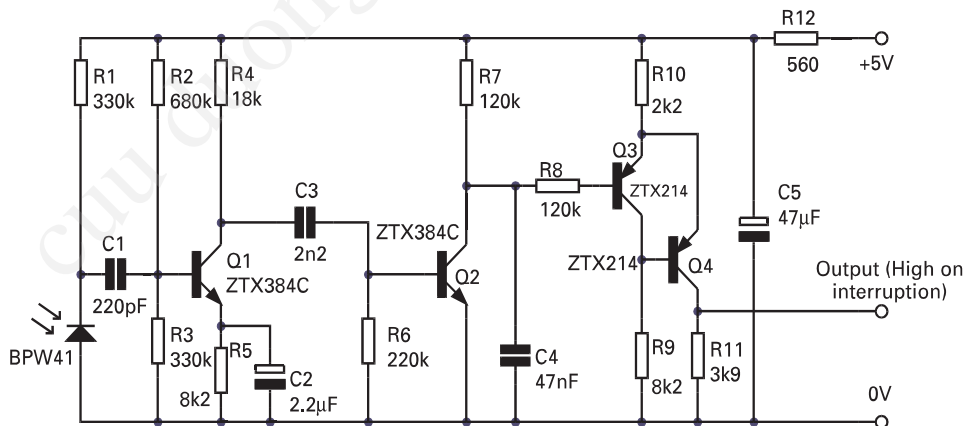 R12
560
+5V
R1
330k
R2
680k
R4
18k
R7
120k
R10
2k2
Q3
ZTX214
R8
120k
C5
47µF
C3
2n2
ZTX384C
C1
220pF
Q1
ZTX384C
Q2
ZTX214
Q4
Output (High on
interruption)
BPW41
R3
330k
R5
8k2
C2
2.2µF
R6
220k
C4
47nF
R9
8k2
R11
3k9
0V
cuu duong